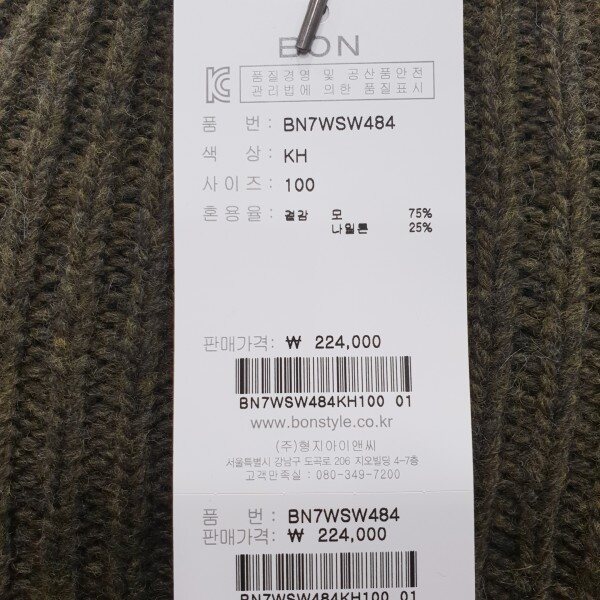 BON
품질경영 및 공산품안전
관리법에 의한 품질표시
품 번: BN7WSW484
색 상: KH
사이즈: 100
혼용율: 겉감 모 75%
나일론 25%
판매가격: ₩ 224,000
BN7WSW484KH100 01
www.bonstyle.co.kr
(주)형지아이앤씨
서울특별시 강남구 도곡로 206 지오빌딩 4-7층
고객만족실 : 080-349-7200
품 번: BN7WSW484
판매가격: ₩ 224,000
BN7WSW484KH100 01